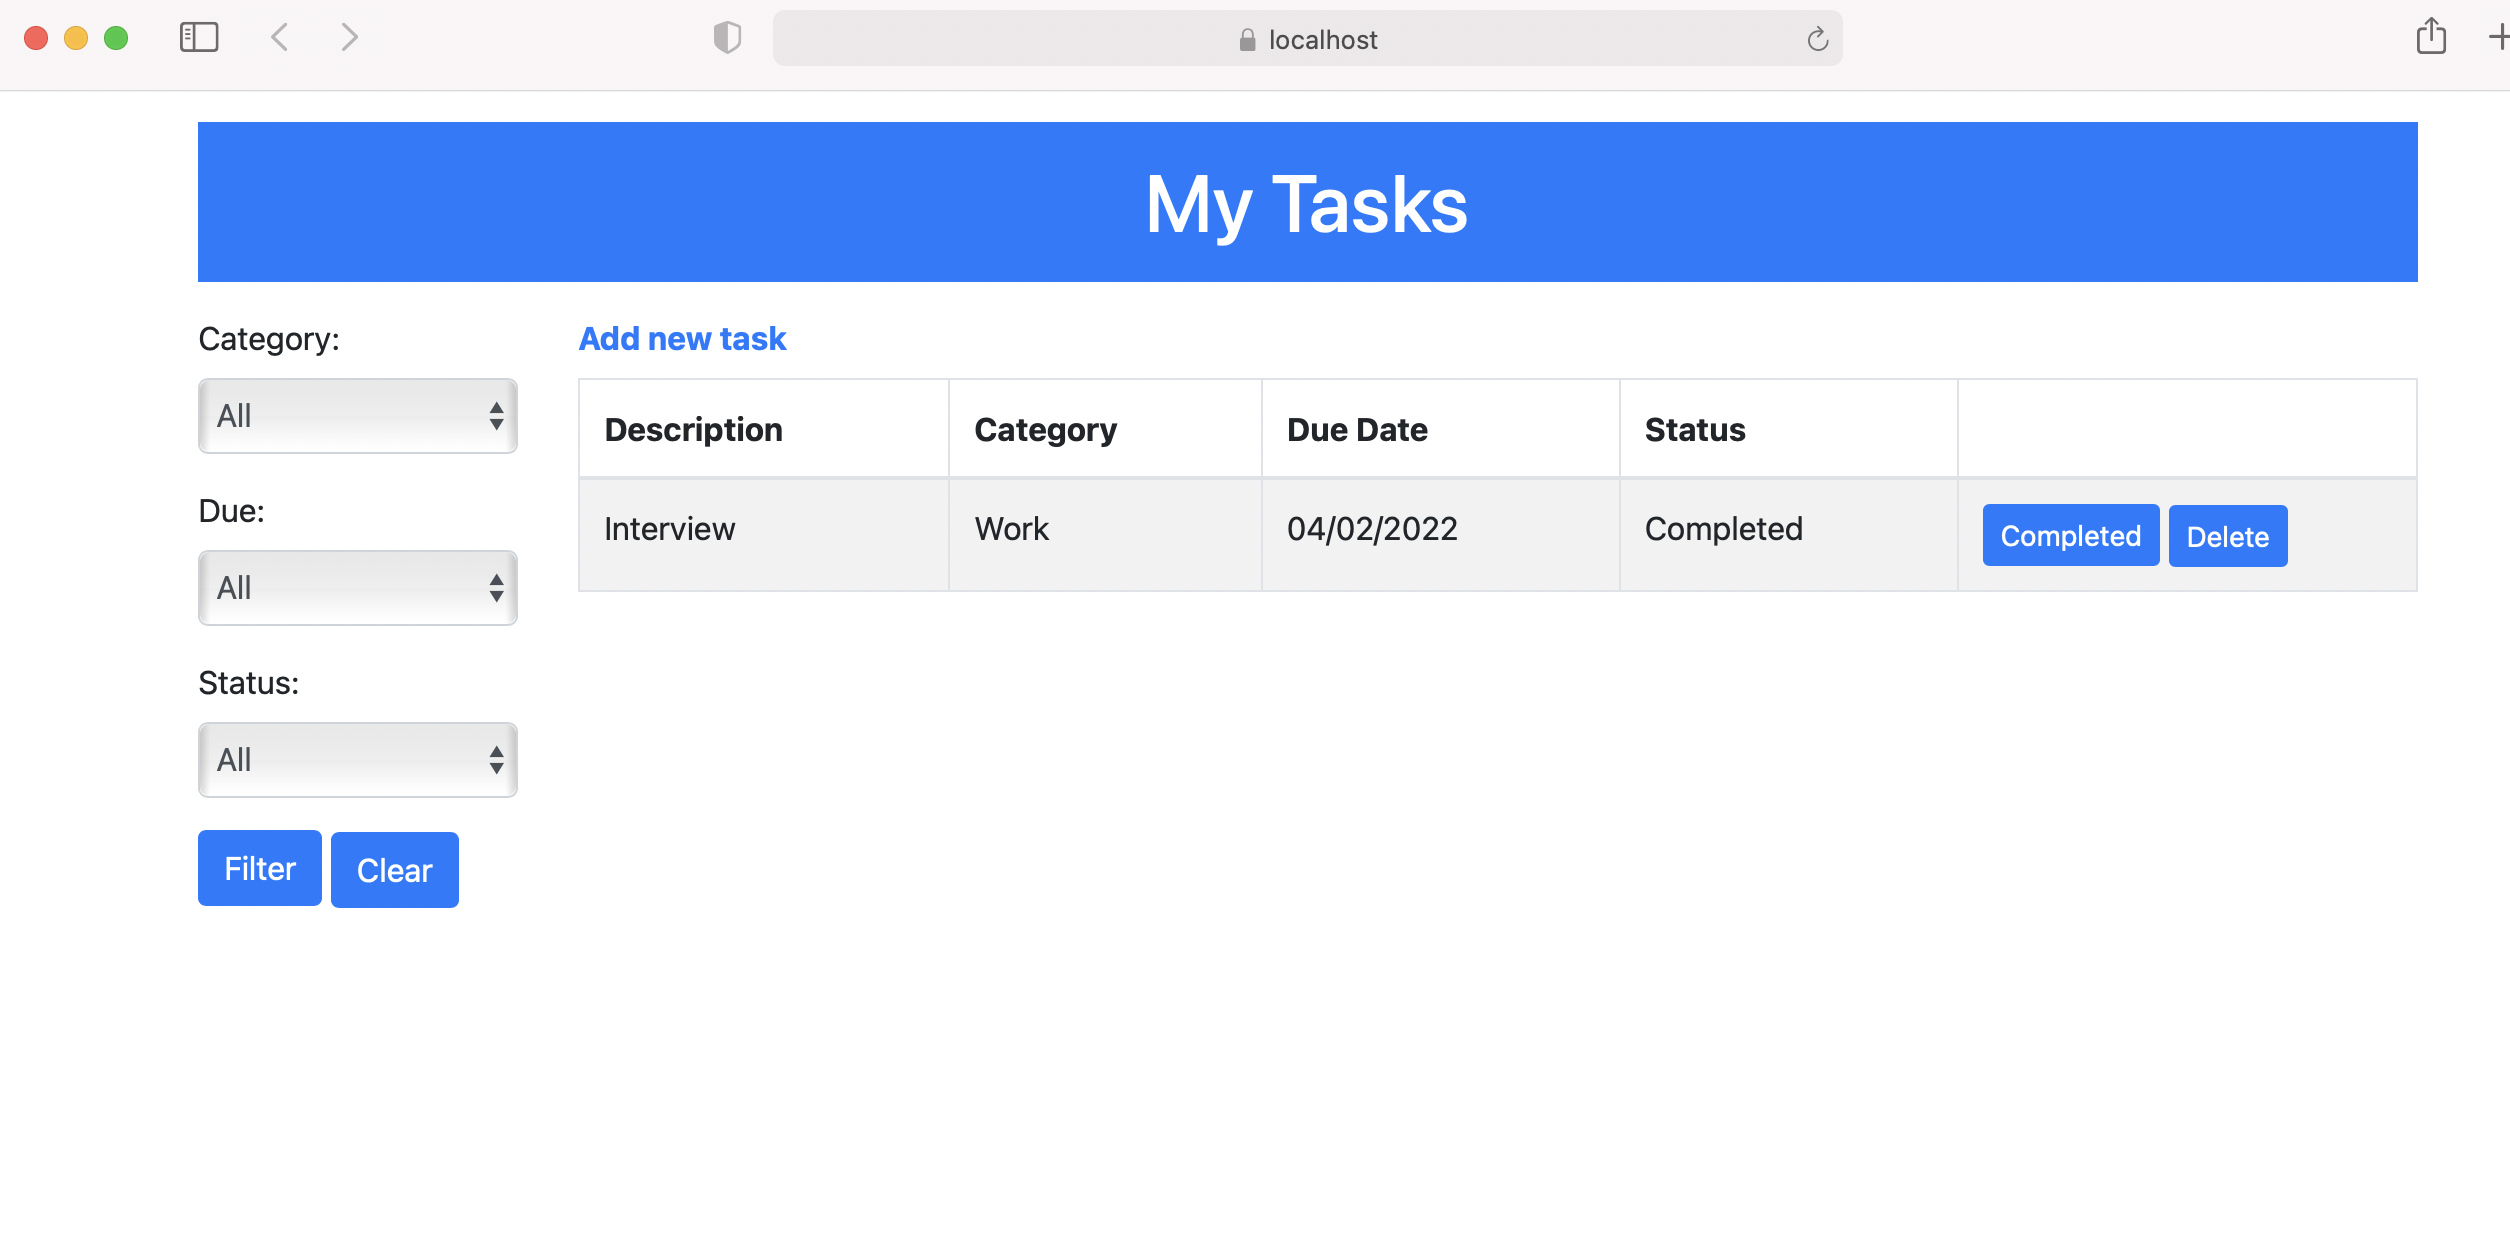 localhost
My Tasks
Category:
All
Due:
All
Status:
All
Filter Clear
Add new task
Description Category Due Date Status
Interview Work 04/02/2022 Completed Completed Delete